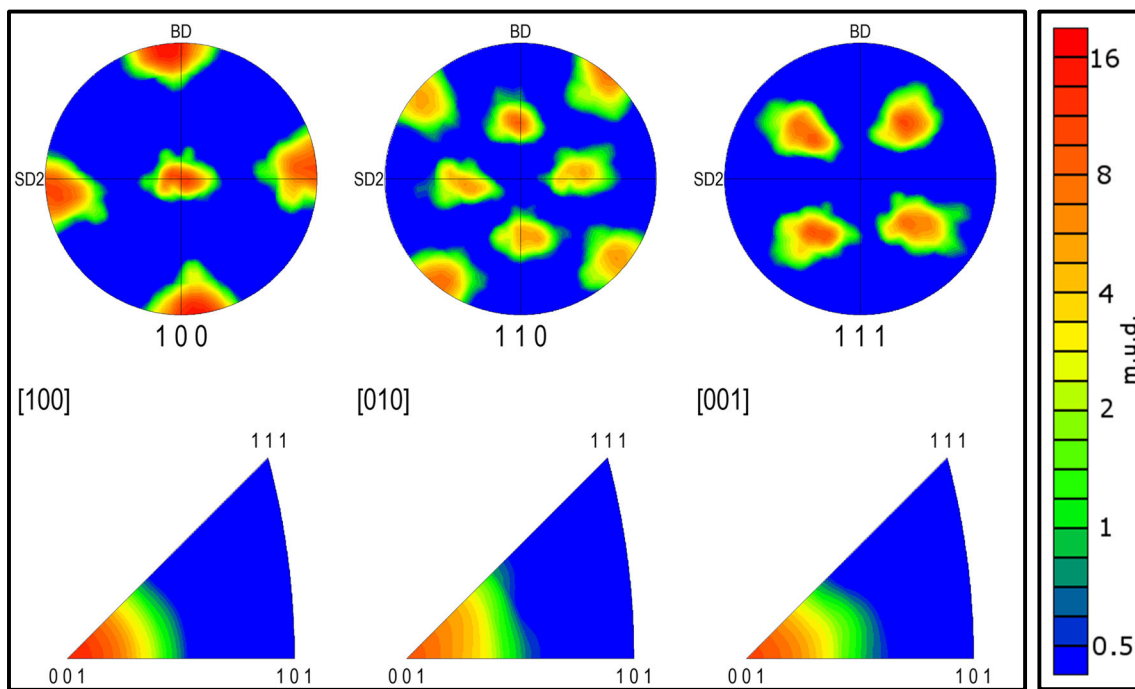 BD BD BD
SD2 SD2 SD2
1 0 0 1 1 0 1 1 1
[100] [010] [001]
1 1 1 1 1 1 1 1 1
0 0 1 1 0 1 0 0 1 1 0 1 0 0 1 1 0 1
16
8
4
2
1
0.5
m.u.d.